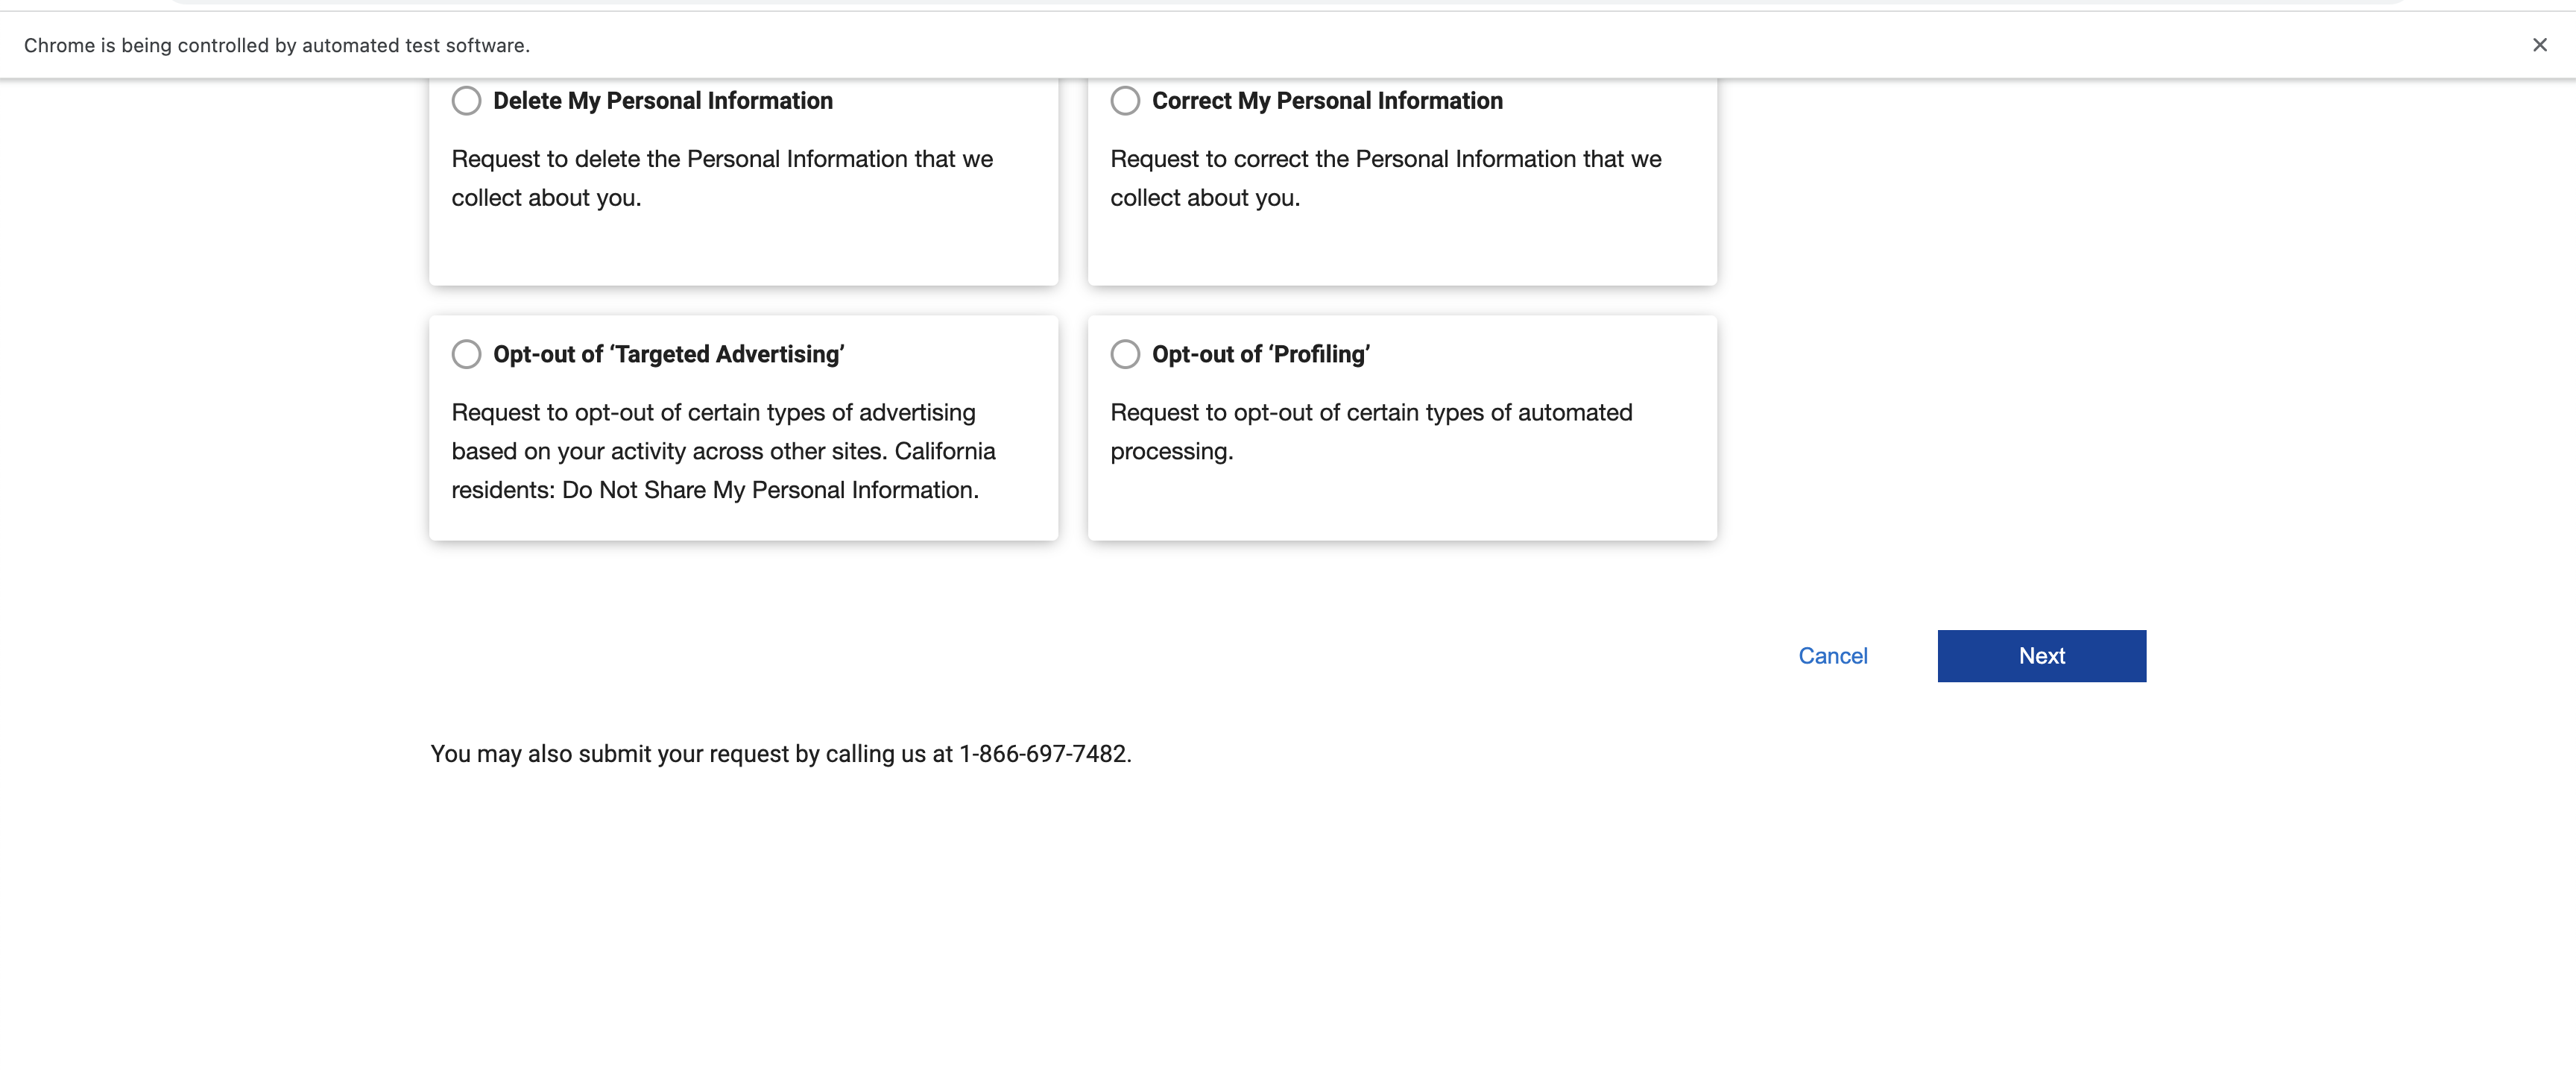 Chrome is being controlled by automated test software.
Delete My Personal Information
Request to delete the Personal Information that we
collect about you.
Correct My Personal Information
Request to correct the Personal Information that we
collect about you.
Opt-out of ‘Targeted Advertising’
Request to opt-out of certain types of advertising
based on your activity across other sites. California
residents: Do Not Share My Personal Information.
Opt-out of ‘Profiling’
Request to opt-out of certain types of automated
processing.
Cancel
Next
You may also submit your request by calling us at 1-866-697-7482.